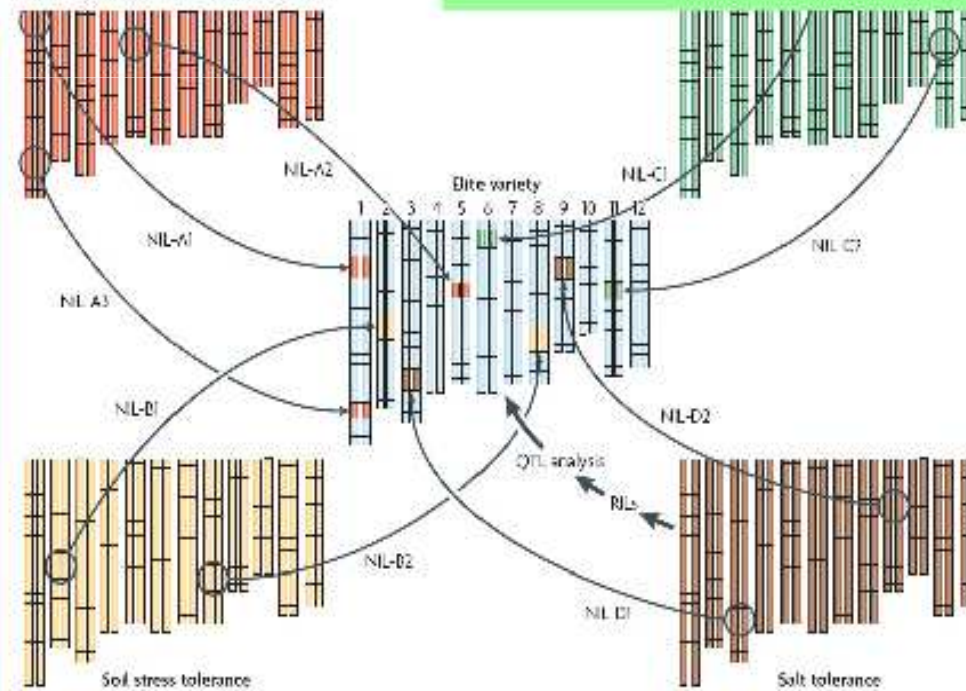 NIL-A2
Elite variety
NIL-C1
1 2 3 4 5 6 7 8 9 10 11 12
NIL-A1
NIL-C2
NIL-A3
NIL-B1
NIL-D2
QTL analysis
RILs
NIL-B2
NIL-D1
Soil stress tolerance
Salt tolerance